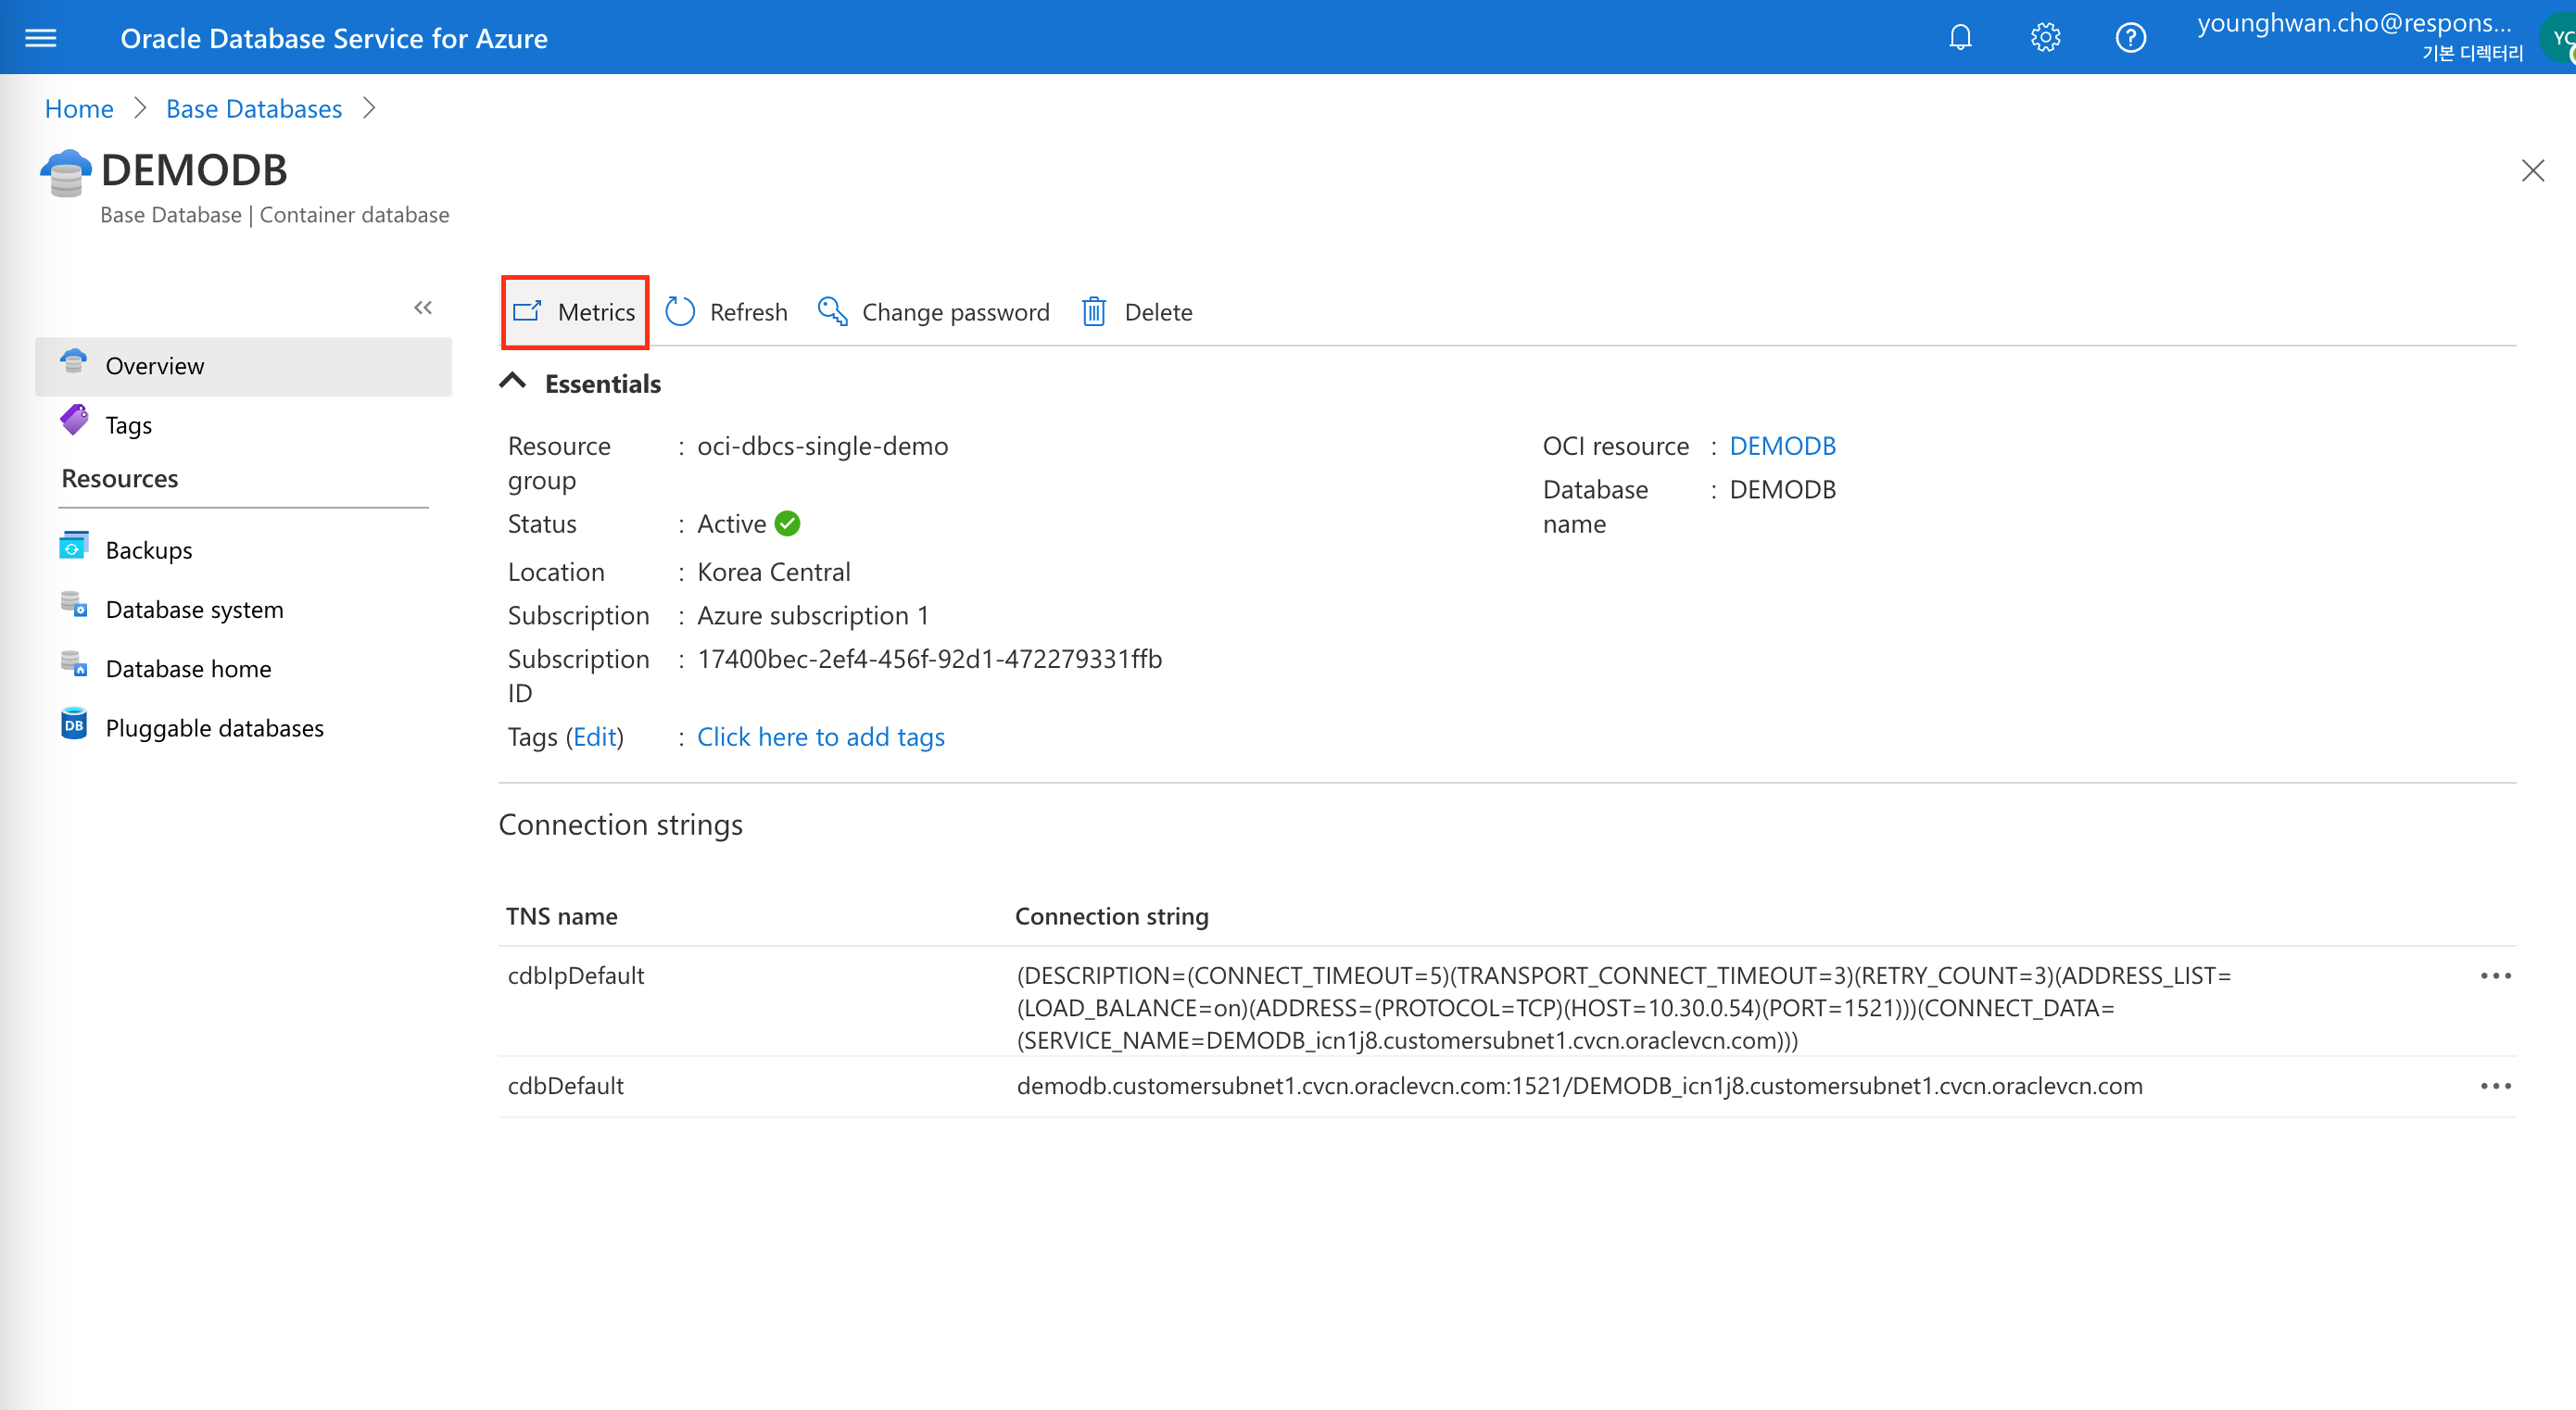 Oracle Database Service for Azure
younghwan.cho@respons...
기본 디렉터리
YC
Home > Base Databases >
DEMODB
Base Database | Container database
«
Metrics Refresh Change password Delete
Overview
Tags
Resources
Backups
Database system
Database home
DB Pluggable databases
Essentials
Resource group : oci-dbcs-single-demo
Status : Active
Location : Korea Central
Subscription : Azure subscription 1
Subscription ID : 17400bec-2ef4-456f-92d1-472279331ffb
Tags (Edit) : Click here to add tags
OCI resource : DEMODB
Database name : DEMODB
Connection strings
TNS name Connection string
cdbIpDefault (DESCRIPTION=(CONNECT_TIMEOUT=5)(TRANSPORT_CONNECT_TIMEOUT=3)(RETRY_COUNT=3)(ADDRESS_LIST=
(LOAD_BALANCE=on)(ADDRESS=(PROTOCOL=TCP)(HOST=10.30.0.54)(PORT=1521)))(CONNECT_DATA=
(SERVICE_NAME=DEMODB_icn1j8.customersubnet1.cvcn.oraclevcn.com)))
cdbDefault demodb.customersubnet1.cvcn.oraclevcn.com:1521/DEMODB_icn1j8.customersubnet1.cvcn.oraclevcn.com